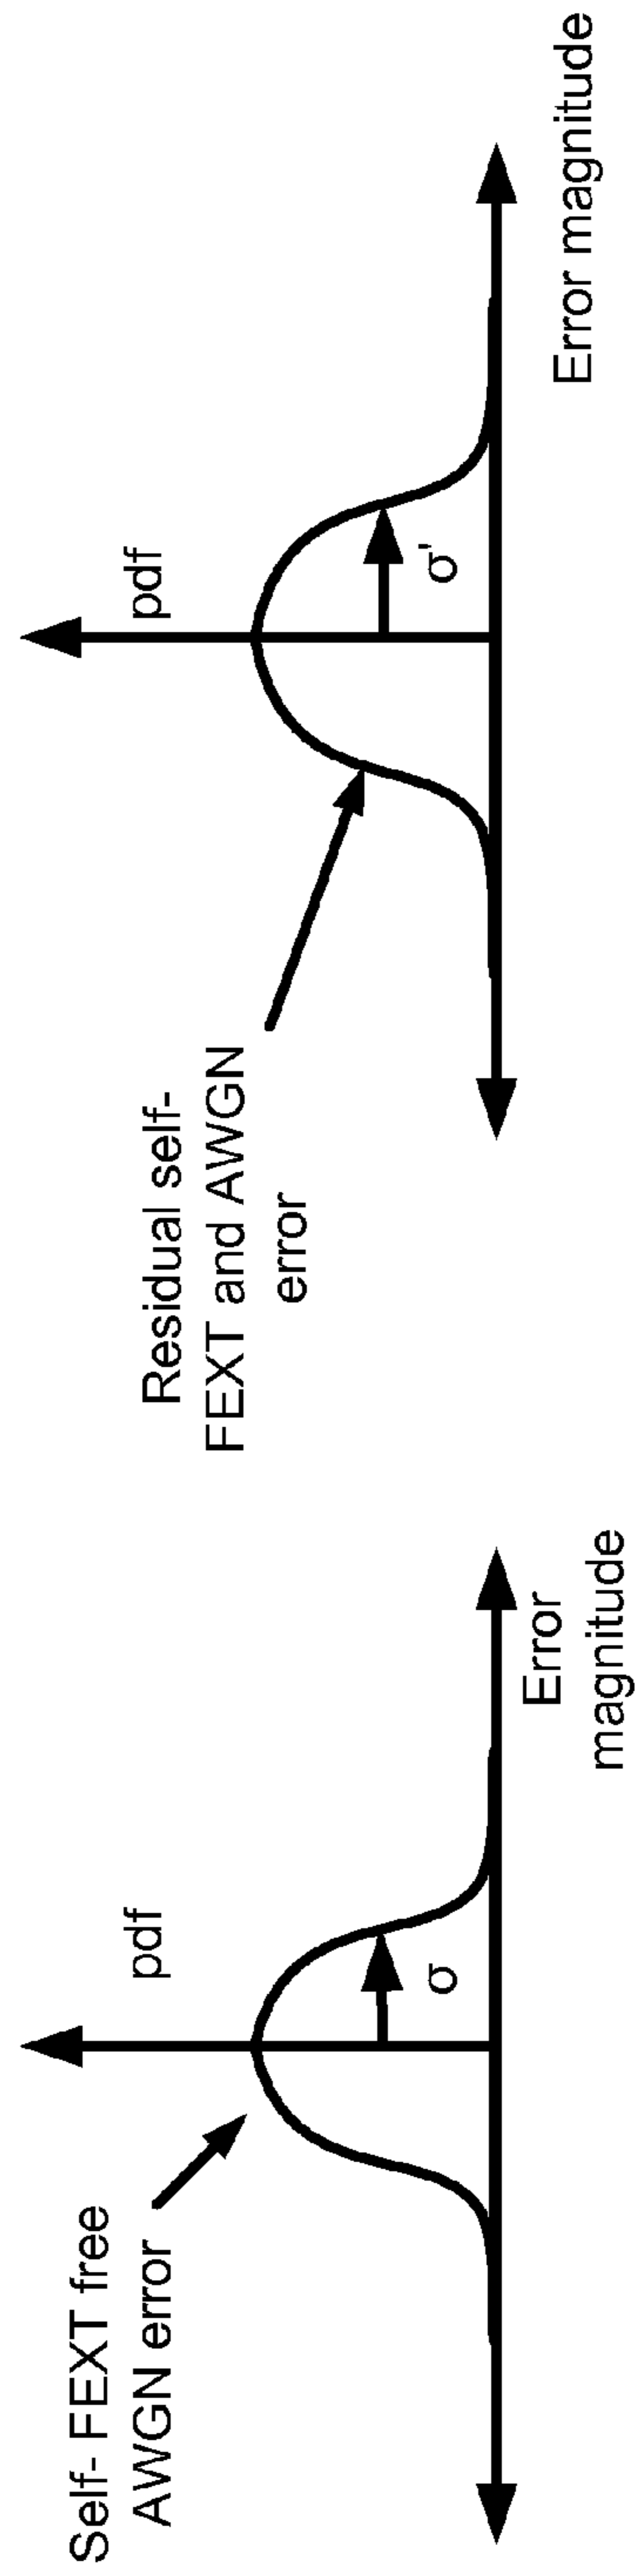 Self- FEXT free
AWGN error
pdf
σ
Error
magnitude
Residual self-
FEXT and AWGN
error
pdf
σ'
Error magnitude